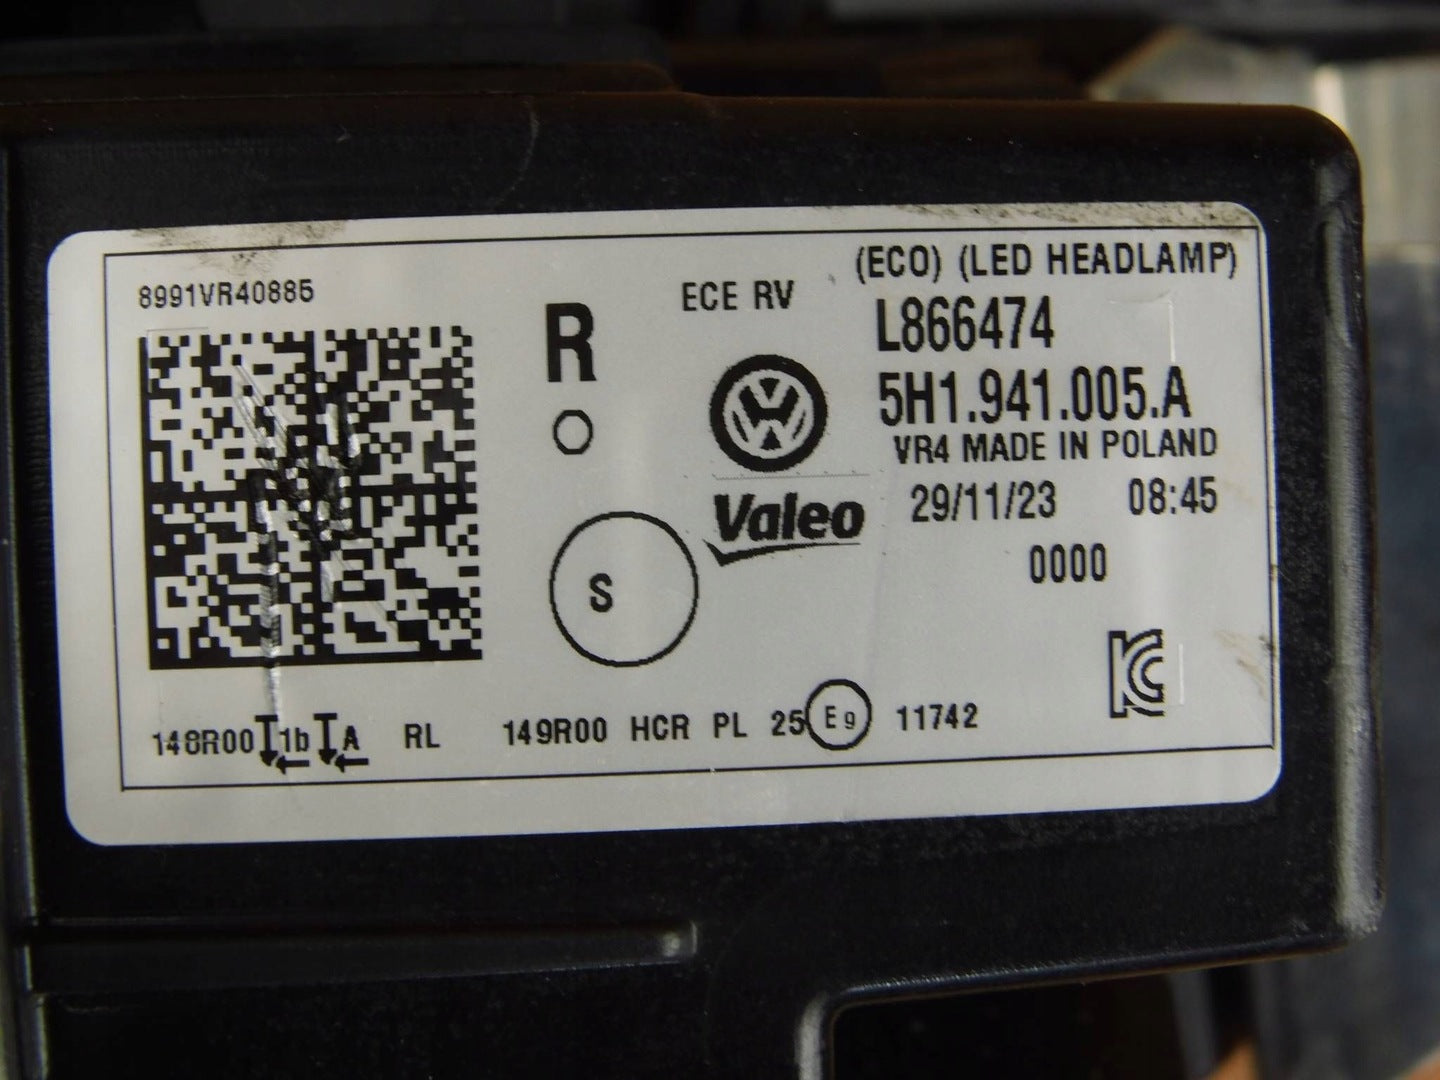 (ECO) (LED HEADLAMP)
8991VR40885
R
ECE RV
L866474
5H1.941.005.A
VR4 MADE IN POLAND
Valeo
29/11/23 08:45
S
0000
148R00 1b A RL 149R00 HCR PL 25 E9 11742